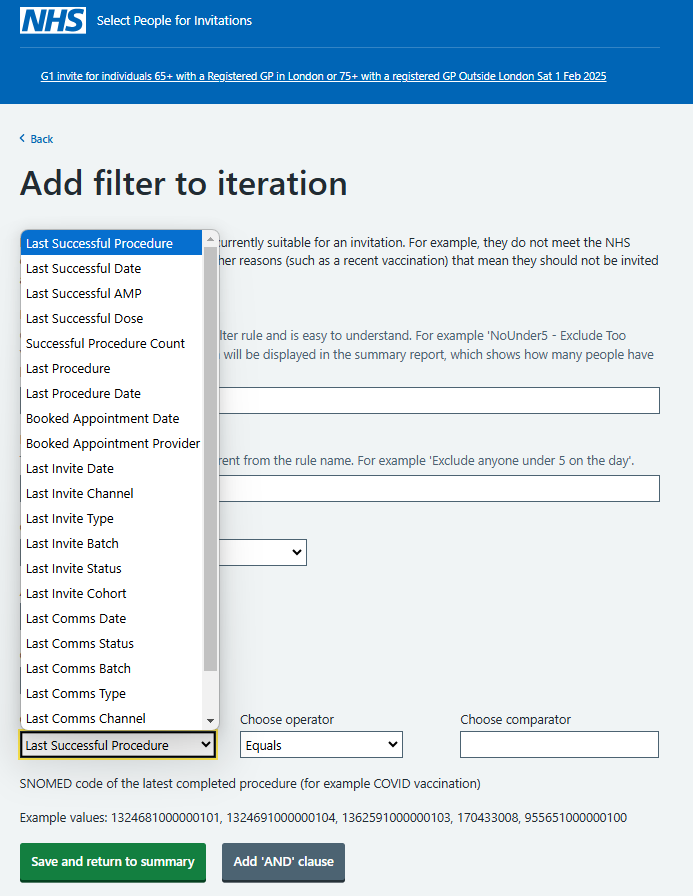 NHS Select People for Invitations
G1 invite for individuals 65+ with a Registered GP in London or 75+ with a registered GP Outside London Sat 1 Feb 2025
Back
Add filter to iteration
currently suitable for an invitation. For example, they do not meet the NHS
her reasons (such as a recent vaccination) that mean they should not be invited
lter rule and is easy to understand. For example 'NoUnder5 - Exclude Too
will be displayed in the summary report, which shows how many people have
rent from the rule name. For example 'Exclude anyone under 5 on the day'.
Last Successful Procedure
Last Successful Date
Last Successful AMP
Last Successful Dose
Successful Procedure Count
Last Procedure
Last Procedure Date
Booked Appointment Date
Booked Appointment Provider
Last Invite Date
Last Invite Channel
Last Invite Type
Last Invite Batch
Last Invite Status
Last Invite Cohort
Last Comms Date
Last Comms Status
Last Comms Batch
Last Comms Type
Last Comms Channel
Choose operator
Choose comparator
Last Successful Procedure
Equals
SNOMED code of the latest completed procedure (for example COVID vaccination)
Example values: 1324681000000101, 1324691000000104, 1362591000000103, 170433008, 955651000000100
Save and return to summary
Add 'AND' clause